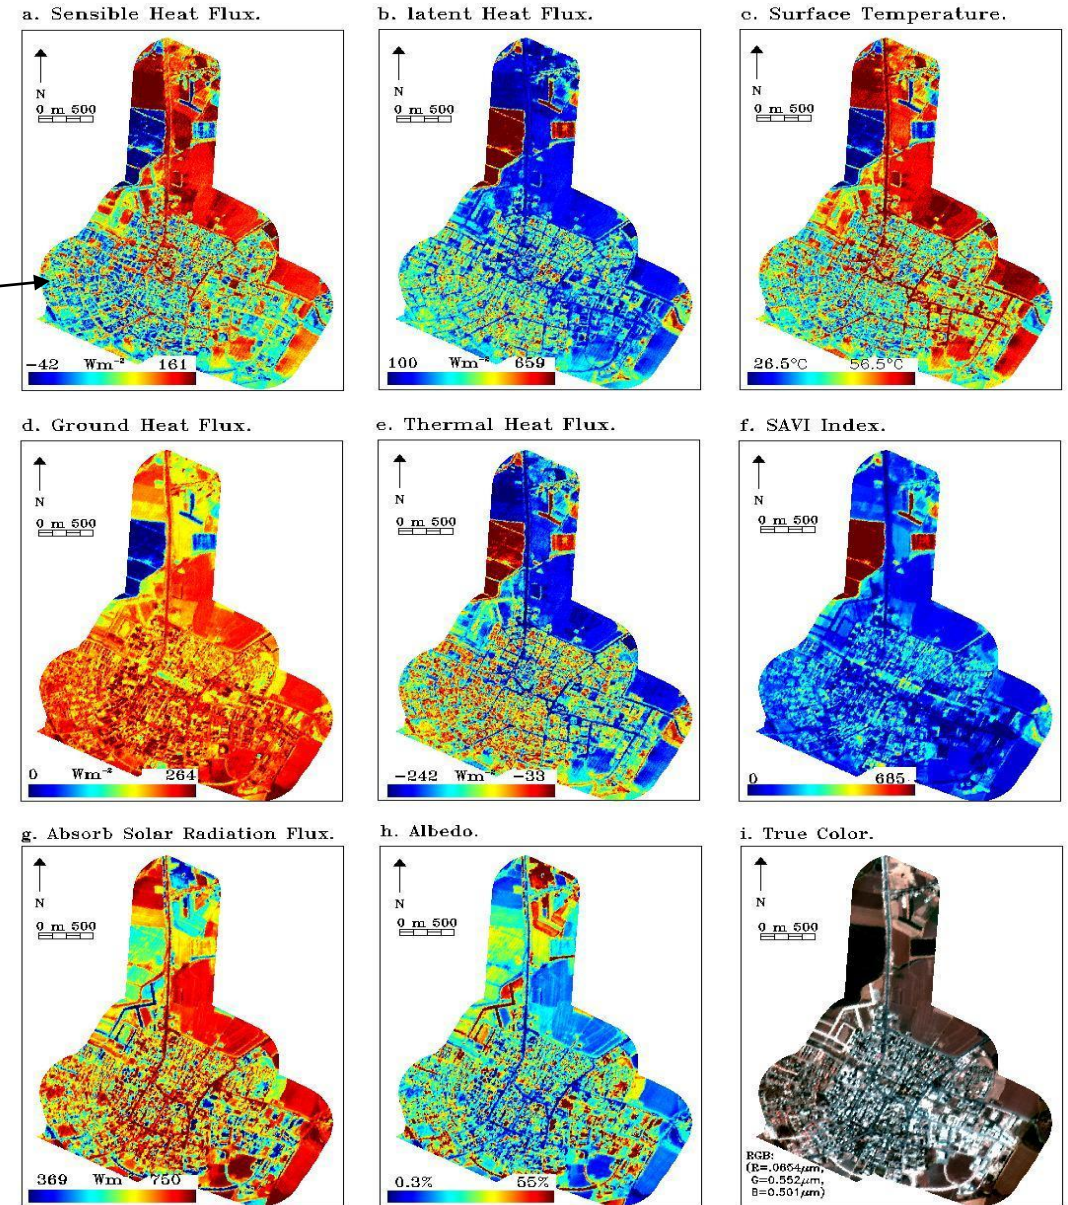 a. Sensible Heat Flux.
N
0 m 500
−42 Wm⁻² 161
b. latent Heat Flux.
N
0 m 500
100 Wm⁻² 659
c. Surface Temperature.
N
0 m 500
26.5°C 56.5°C
d. Ground Heat Flux.
N
0 m 500
0 Wm⁻² 264
e. Thermal Heat Flux.
N
0 m 500
−242 Wm⁻² −33
f. SAVI Index.
N
0 m 500
0 .685
g. Absorb Solar Radiation Flux.
N
0 m 500
369 Wm⁻² 750
h. Albedo.
N
0 m 500
0.3% 55%
i. True Color.
N
0 m 500
RGB:
(R=.0654μm,
G=0.552μm,
B=0.501μm)